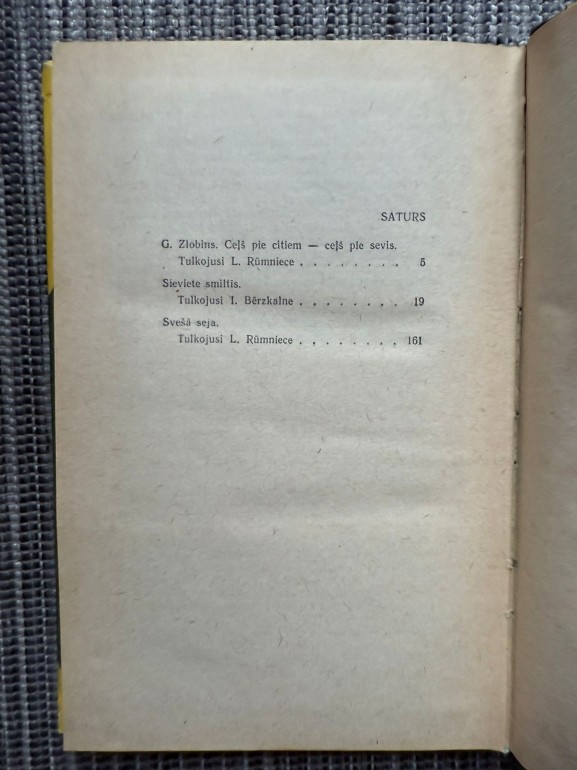 SATURS
G. Zlobins. Ceļš pie citiem — ceļš pie sevis.
Tulkojusi L. Rūmniece . . . . . . . . 5
Sieviete smiltīs.
Tulkojusi I. Bērzkalne . . . . . . . . 19
Svešā seja.
Tulkojusi L. Rūmniece . . . . . . . . 161